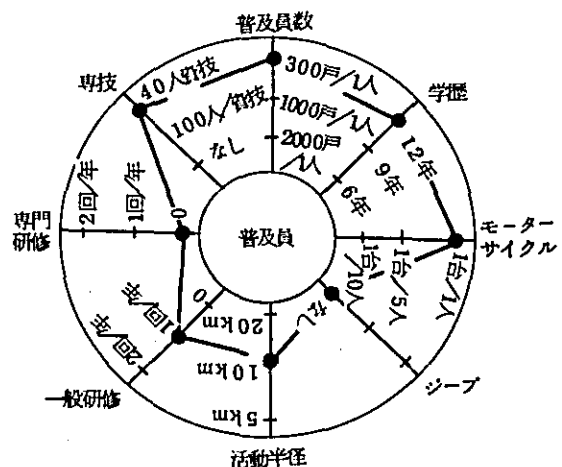 普及員数
300戸/1人
1000戸/1人
2000戸
/1人
学歴
12年
9年
6年
モーター
サイクル
1台/1人
1台/5人
1台
/10人
ジープ
なし
活動半径
20km
10km
5km
一般研修
0
1回/年
2回/年
専門
研修
0
1回/年
2回/年
専技
40人/専技
100人/専技
なし
普及員